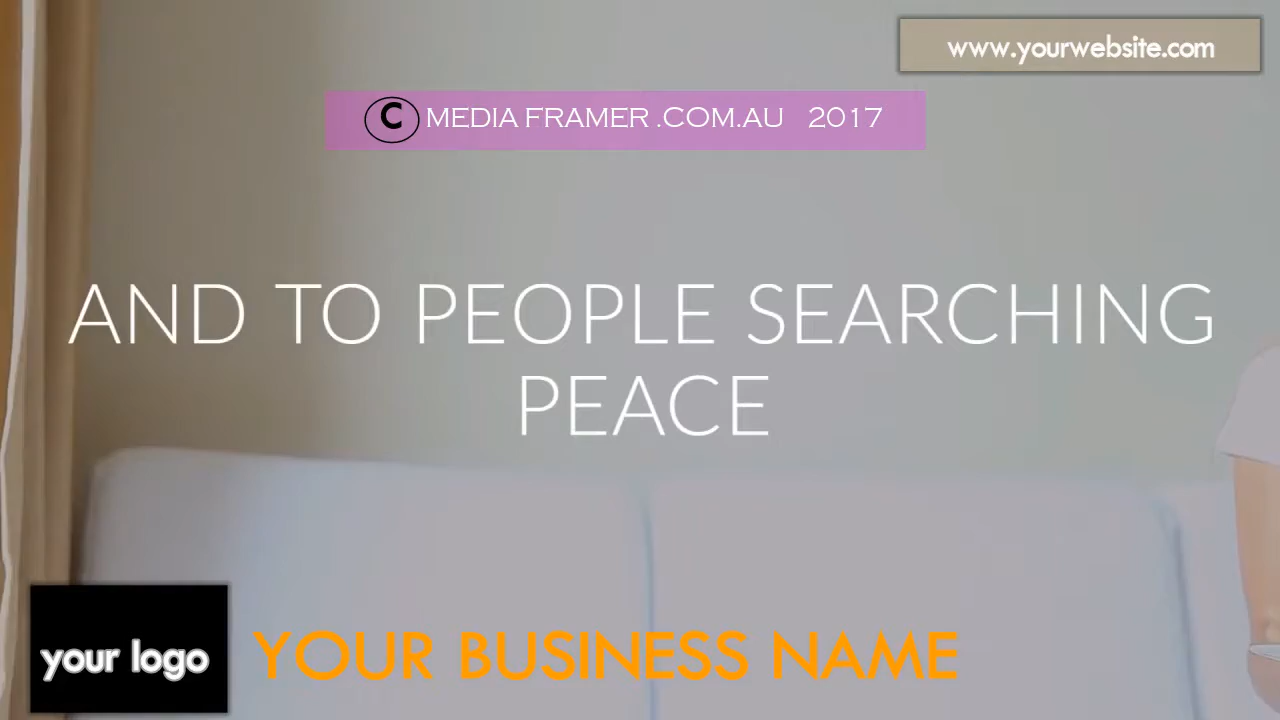 www.yourwebsite.com
C MEDIA FRAMER .COM.AU 2017
AND TO PEOPLE SEARCHING
PEACE
your logo
YOUR BUSINESS NAME